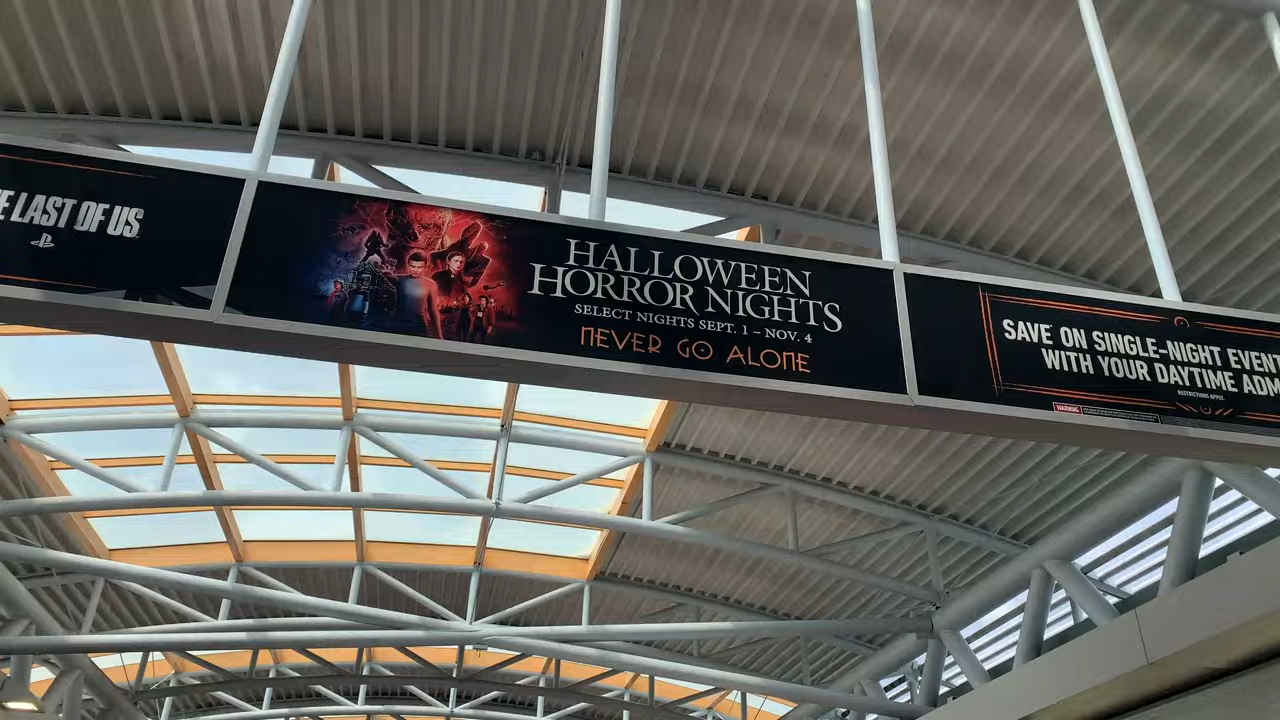 E LAST OF US
HALLOWEEN
HORROR NIGHTS
SELECT NIGHTS SEPT. 1 – NOV. 4
NEVER GO ALONE
SAVE ON SINGLE-NIGHT EVENT
WITH YOUR DAYTIME ADM
RESTRICTIONS APPLY.
WARNING